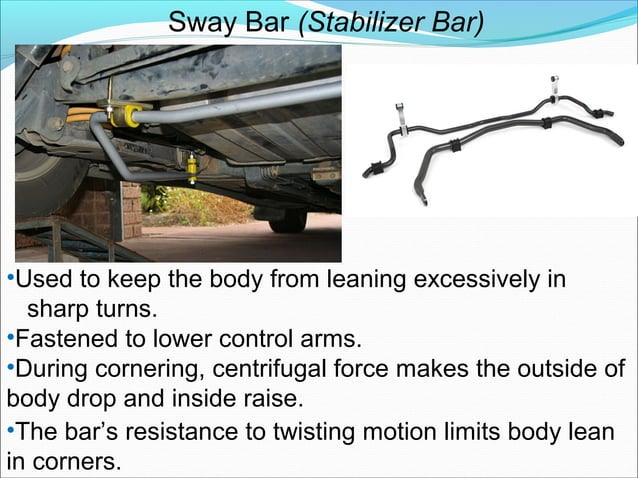 Sway Bar (Stabilizer Bar)
•Used to keep the body from leaning excessively in
sharp turns.
•Fastened to lower control arms.
•During cornering, centrifugal force makes the outside of
body drop and inside raise.
•The bar’s resistance to twisting motion limits body lean
in corners.